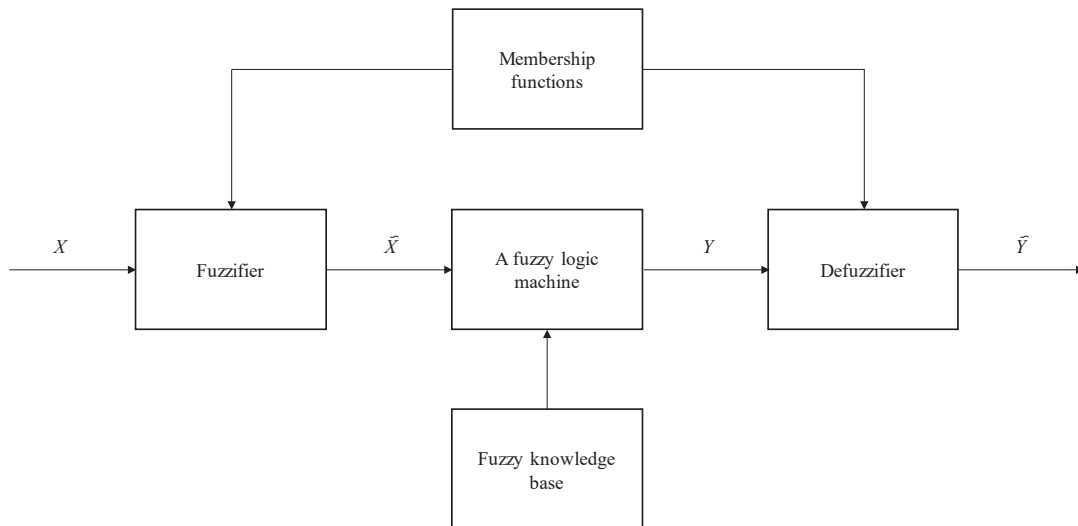 Membership
functions
X
Fuzzifier
X̂
A fuzzy logic
machine
Y
Defuzzifier
Ŷ
Fuzzy knowledge
base